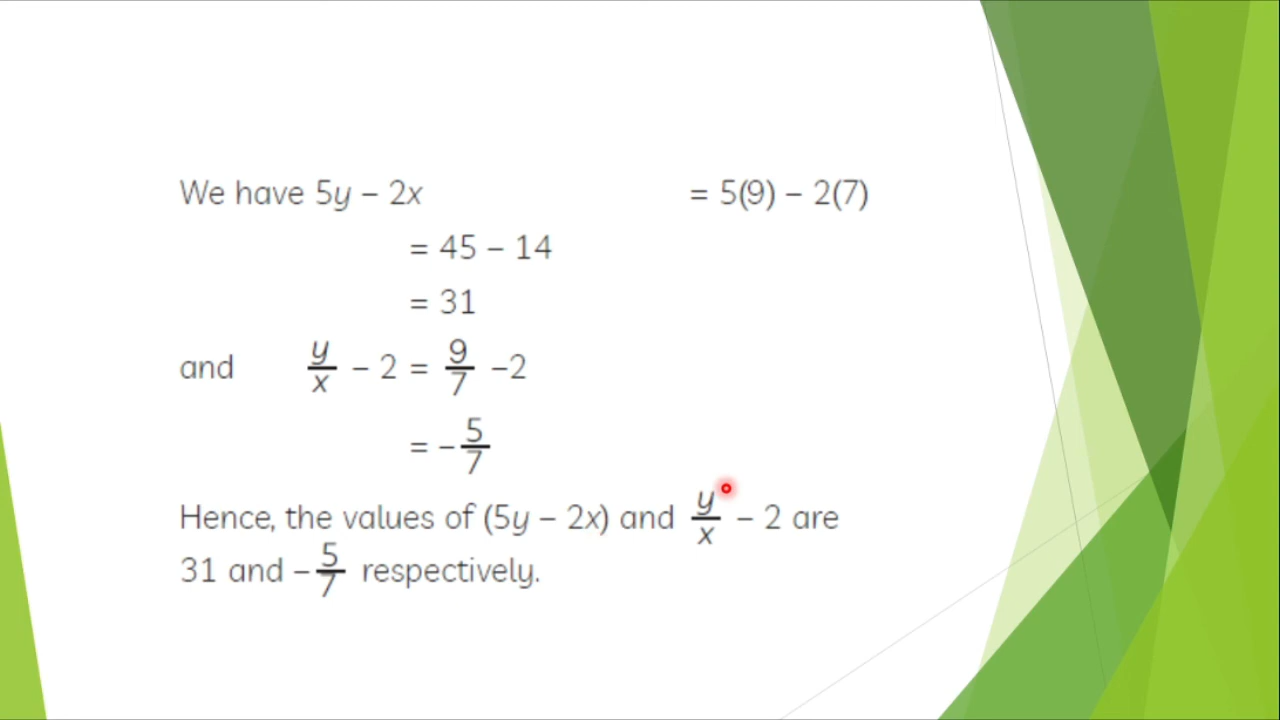 We have 5y – 2x = 5(9) – 2(7)
= 45 – 14
= 31
and y/x – 2 = 9/7 –2
= – 5/7
Hence, the values of (5y – 2x) and y/x – 2 are
31 and – 5/7 respectively.